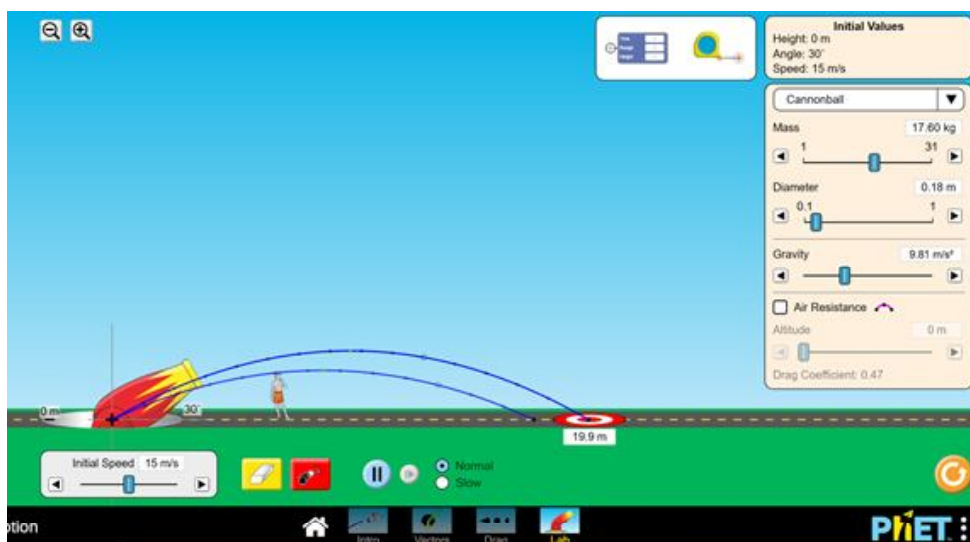 Initial Values
Height: 0 m
Angle: 30˚
Speed: 15 m/s
Cannonball
Mass 17.60 kg
1 31
Diameter 0.18 m
0.1 1
Gravity 9.81 m/s²
Air Resistance
Altitude 0 m
Drag Coefficient: 0.47
0 m
30˚
19.9 m
Initial Speed 15 m/s
Normal
Slow
otion
Intro
Vectors
Drag
Lab
PhET